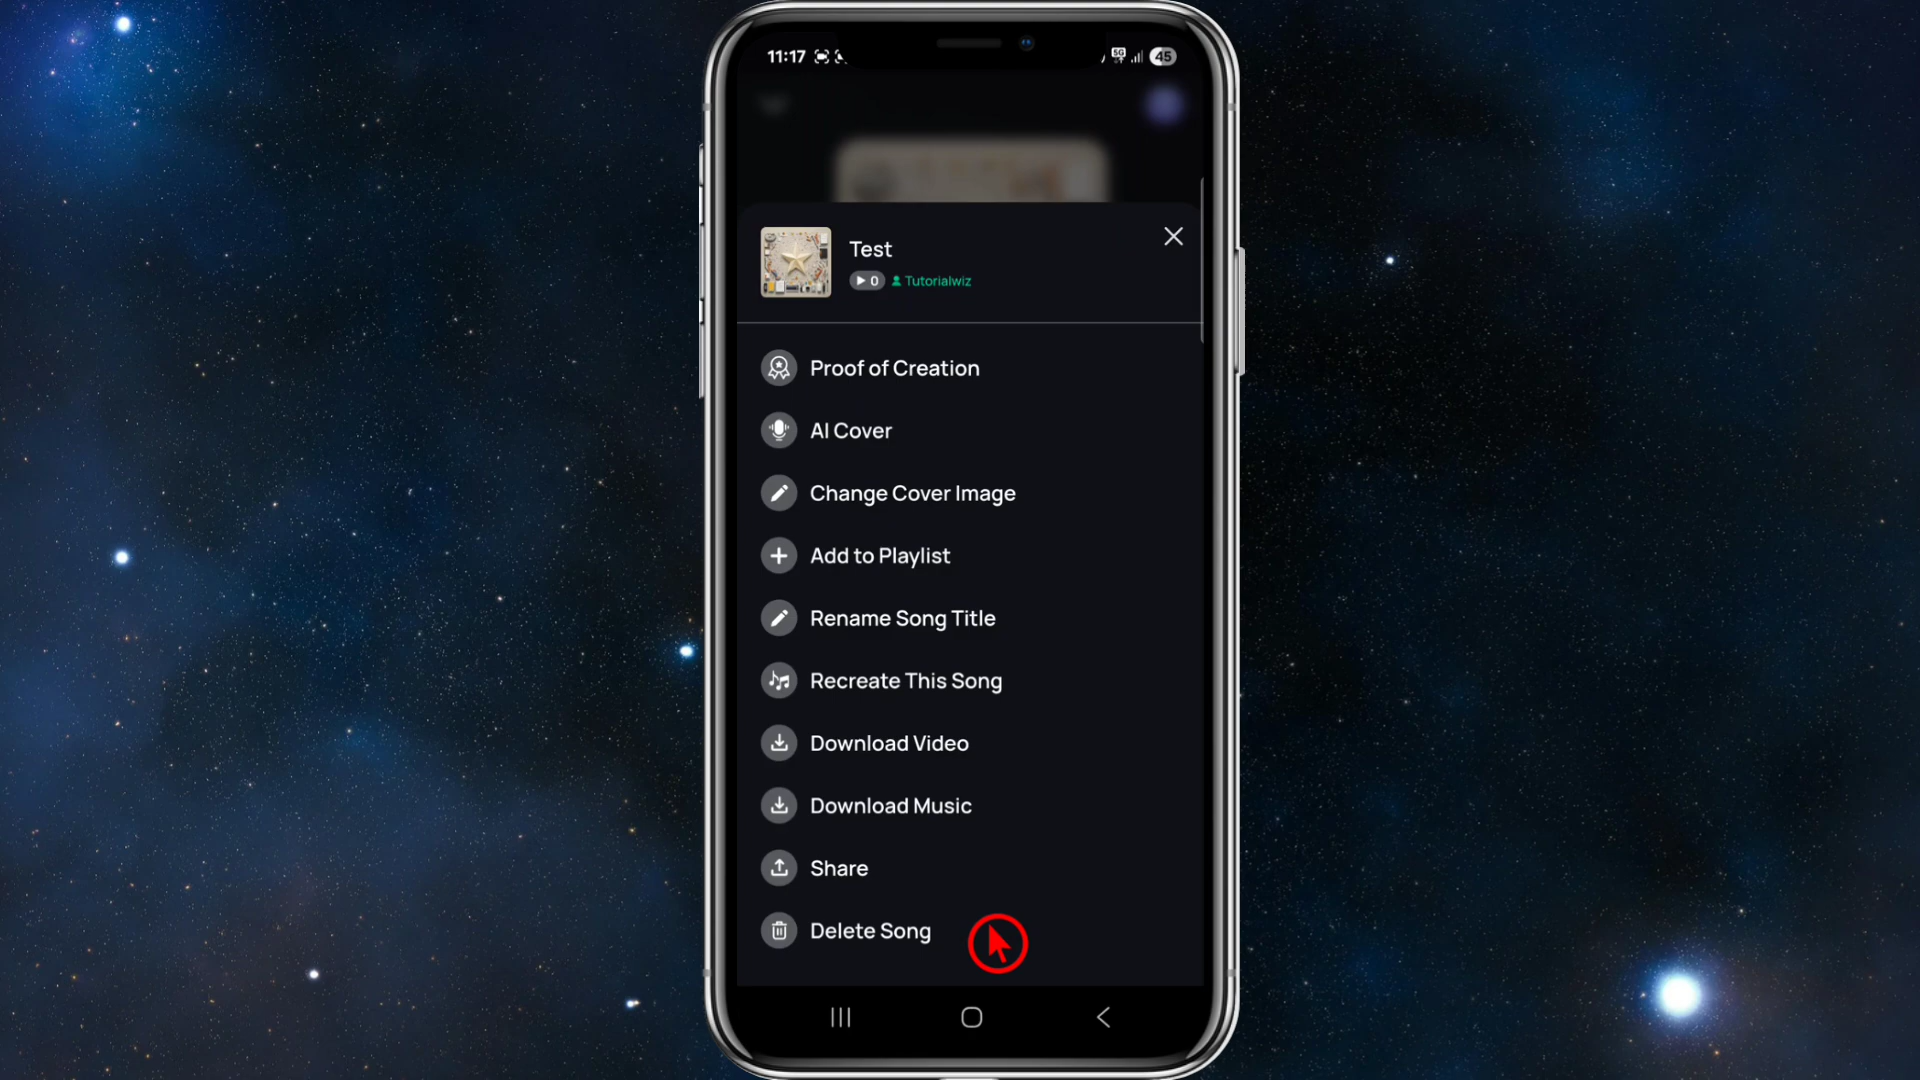 11:17
5G
45
Test
0 Tutorialwiz
Proof of Creation
AI Cover
Change Cover Image
Add to Playlist
Rename Song Title
Recreate This Song
Download Video
Download Music
Share
Delete Song